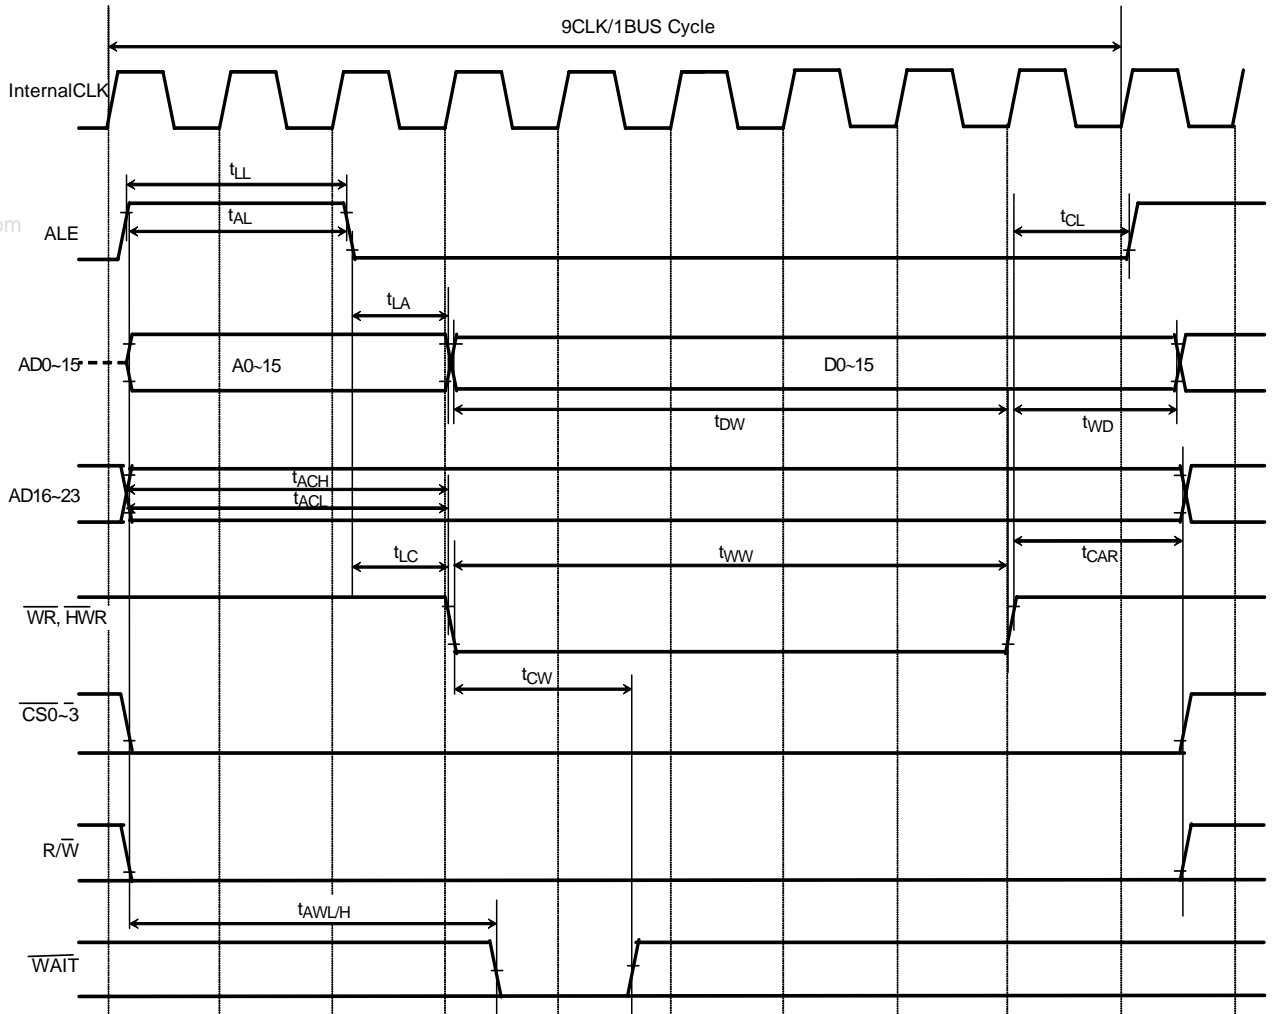 9CLK/1BUS Cycle
InternalCLK
tLL
om
ALE
tAL
tCL
tLA
AD0~15
A0~15
D0~15
tDW
tWD
AD16~23
tACH
tACL
tLC
tWW
tCAR
WR, HWR
tCW
CS0~3
R/W
tAWL/H
WAIT